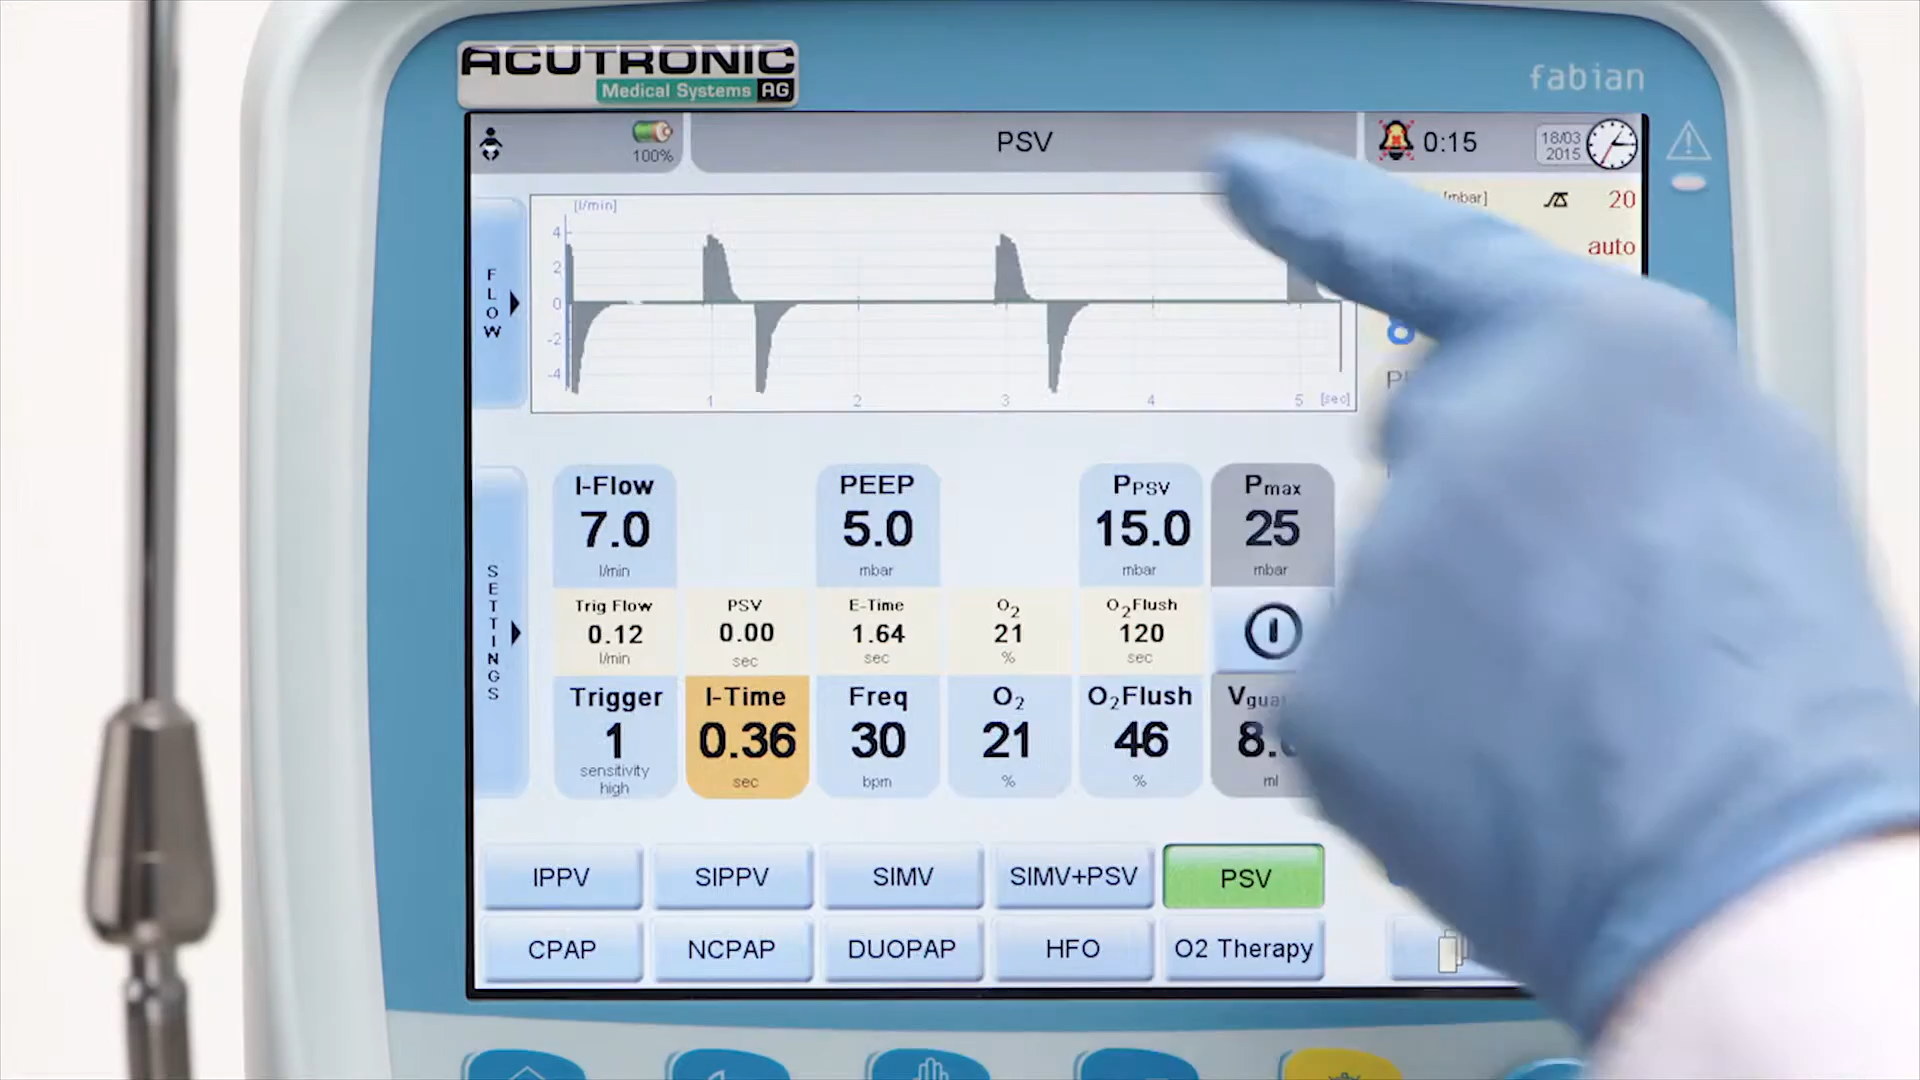 ACUTRONIC
Medical Systems AG
fabian
100%
PSV
0:15
18/03
2015
[l/min]
[mbar]
20
auto
4
2
0
-2
-4
1
2
3
4
5
[sec]
FLOW
8
I-Flow
7.0
l/min
PEEP
5.0
mbar
PPSV
15.0
mbar
Pmax
25
mbar
SETTINGS
Trig Flow
0.12
l/min
PSV
0.00
sec
E-Time
1.64
sec
O2
21
%
O2Flush
120
sec
Trigger
1
sensitivity
high
I-Time
0.36
sec
Freq
30
bpm
O2
21
%
O2Flush
46
%
8.
ml
IPPV
SIPPV
SIMV
SIMV+PSV
PSV
CPAP
NCPAP
DUOPAP
HFO
O2 Therapy